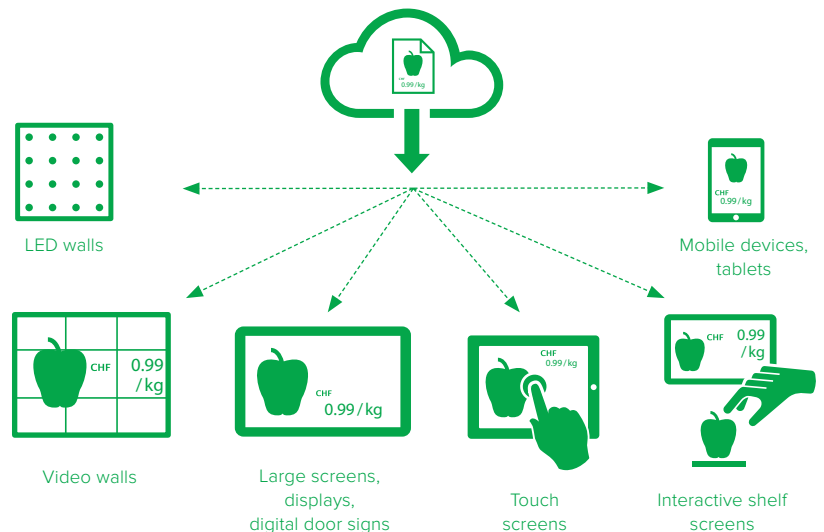 CHF
0.99/kg
LED walls
CHF
0.99/kg
Mobile devices,
tablets
CHF
0.99
/kg
Video walls
CHF
0.99/kg
Large screens,
displays,
digital door signs
CHF
0.99/kg
Touch
screens
CHF
0.99
/kg
Interactive shelf
screens